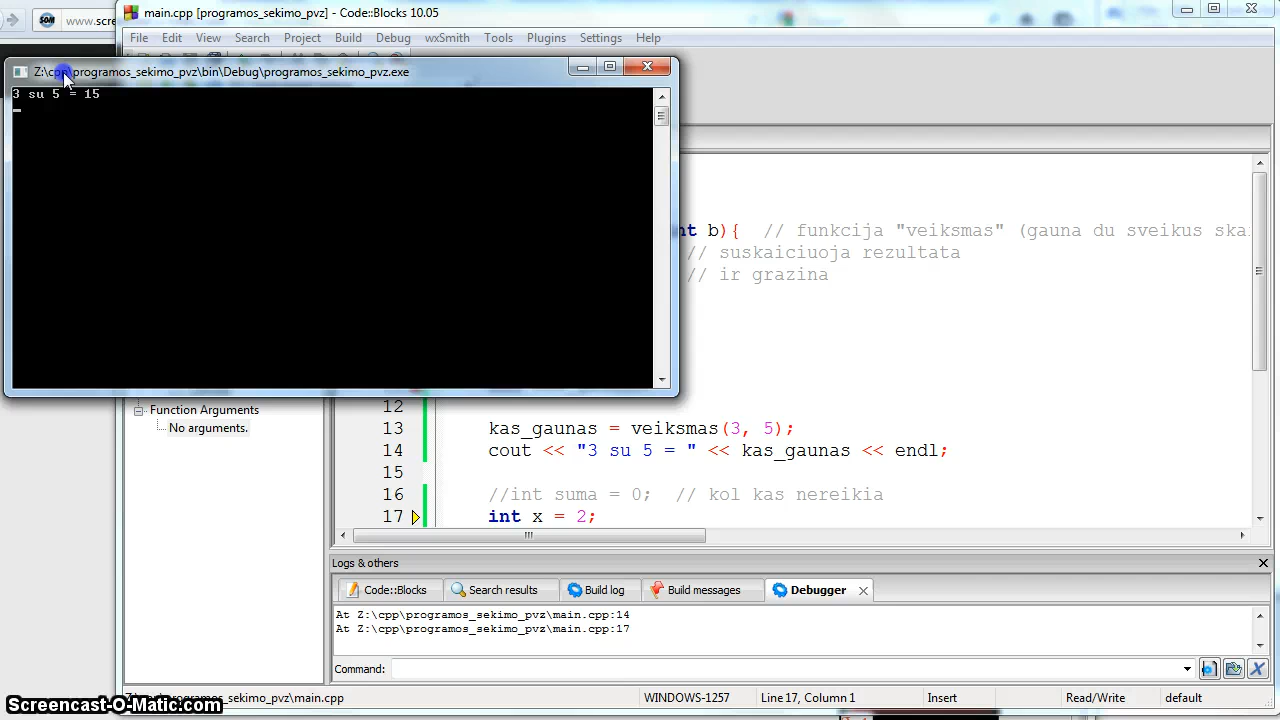 www.scre
main.cpp [programos_sekimo_pvz] - Code::Blocks 10.05
File Edit View Search Project Build Debug wxSmith Tools Plugins Settings Help
Z:\cpp\programos_sekimo_pvz\bin\Debug\programos_sekimo_pvz.exe
3 su 5 = 15
int b){ // funkcija "veiksmas" (gauna du sveikus skai
// suskaiciuoja rezultata
// ir grazina
Function Arguments
No arguments.
12
13 kas_gaunas = veiksmas(3, 5);
14 cout << "3 su 5 = " << kas_gaunas << endl;
15
16 //int suma = 0; // kol kas nereikia
17 int x = 2;
Logs & others
Code::Blocks Search results Build log Build messages Debugger
At Z:\cpp\programos_sekimo_pvz\main.cpp:14
At Z:\cpp\programos_sekimo_pvz\main.cpp:17
Command:
Z:\cpp\programos_sekimo_pvz\main.cpp WINDOWS-1257 Line 17, Column 1 Insert Read/Write default
Screencast-O-Matic.com